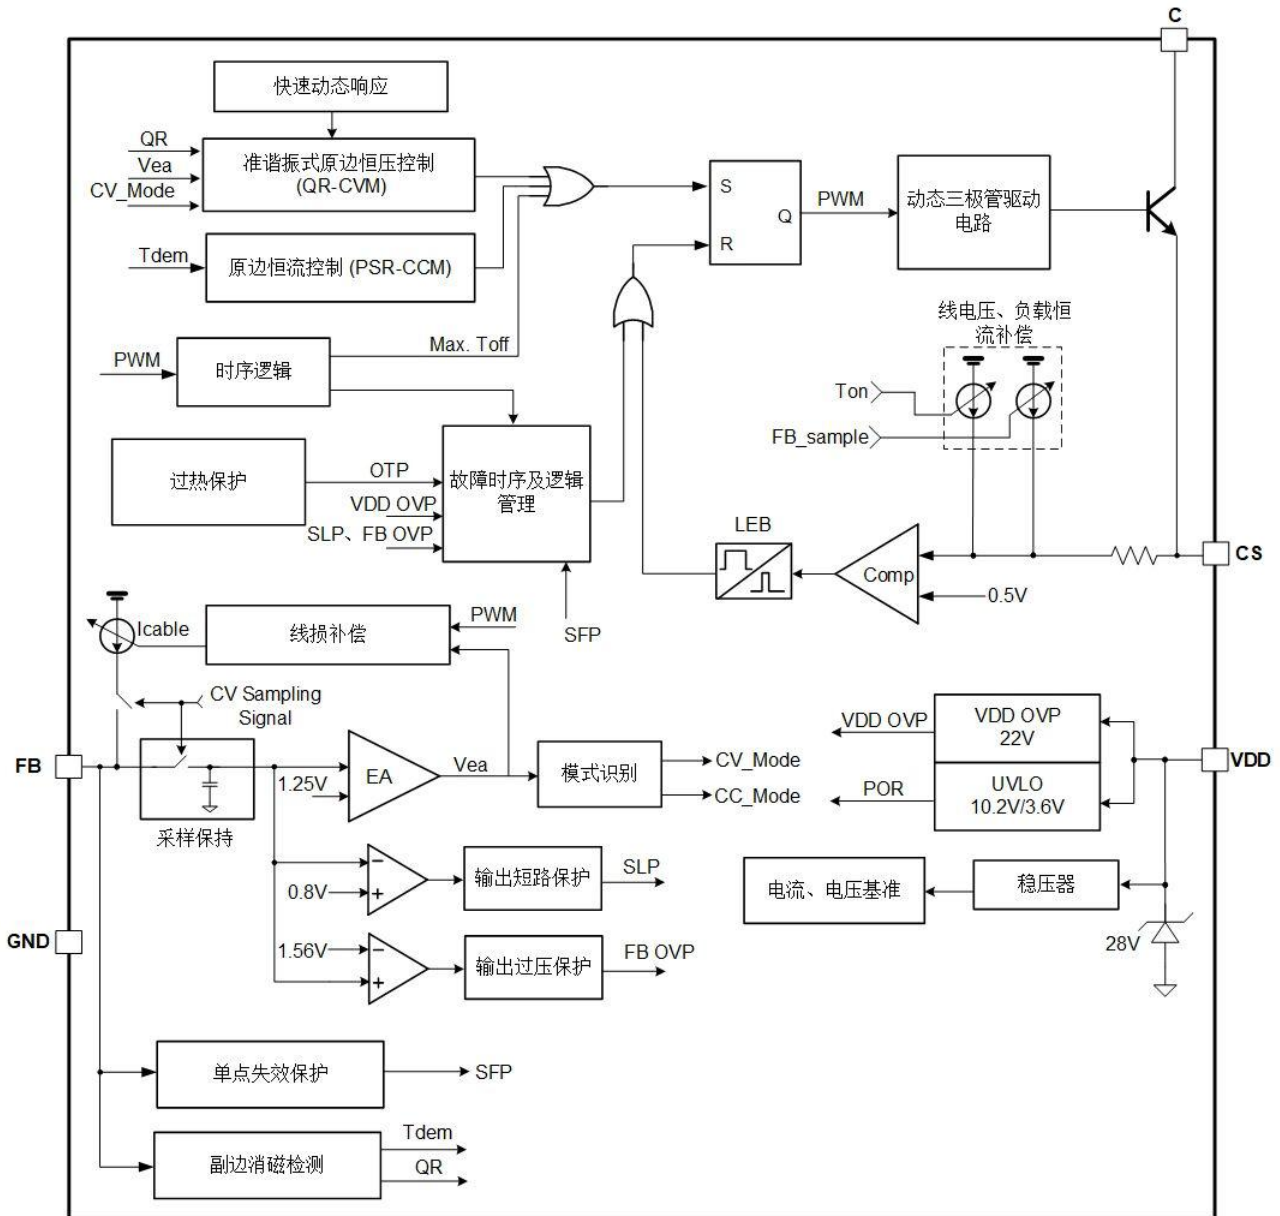 C
快速动态响应
QR
Vea
CV_Mode
准谐振式原边恒压控制
(QR-CVM)
S
R
Q
PWM
动态三极管驱动
电路
Tdem
原边恒流控制 (PSR-CCM)
线电压、负载恒
流补偿
Max. Toff
PWM
时序逻辑
Ton
FB_sample
过热保护
OTP
VDD OVP
SLP、FB OVP
故障时序及逻辑
管理
LEB
Comp
CS
0.5V
Icable
线损补偿
PWM
SFP
CV Sampling
Signal
FB
1.25V
EA
Vea
模式识别
CV_Mode
CC_Mode
VDD OVP
VDD OVP
22V
POR
UVLO
10.2V/3.6V
VDD
采样保持
0.8V
输出短路保护
SLP
电流、电压基准
稳压器
GND
28V
1.56V
输出过压保护
FB OVP
单点失效保护
SFP
副边消磁检测
Tdem
QR